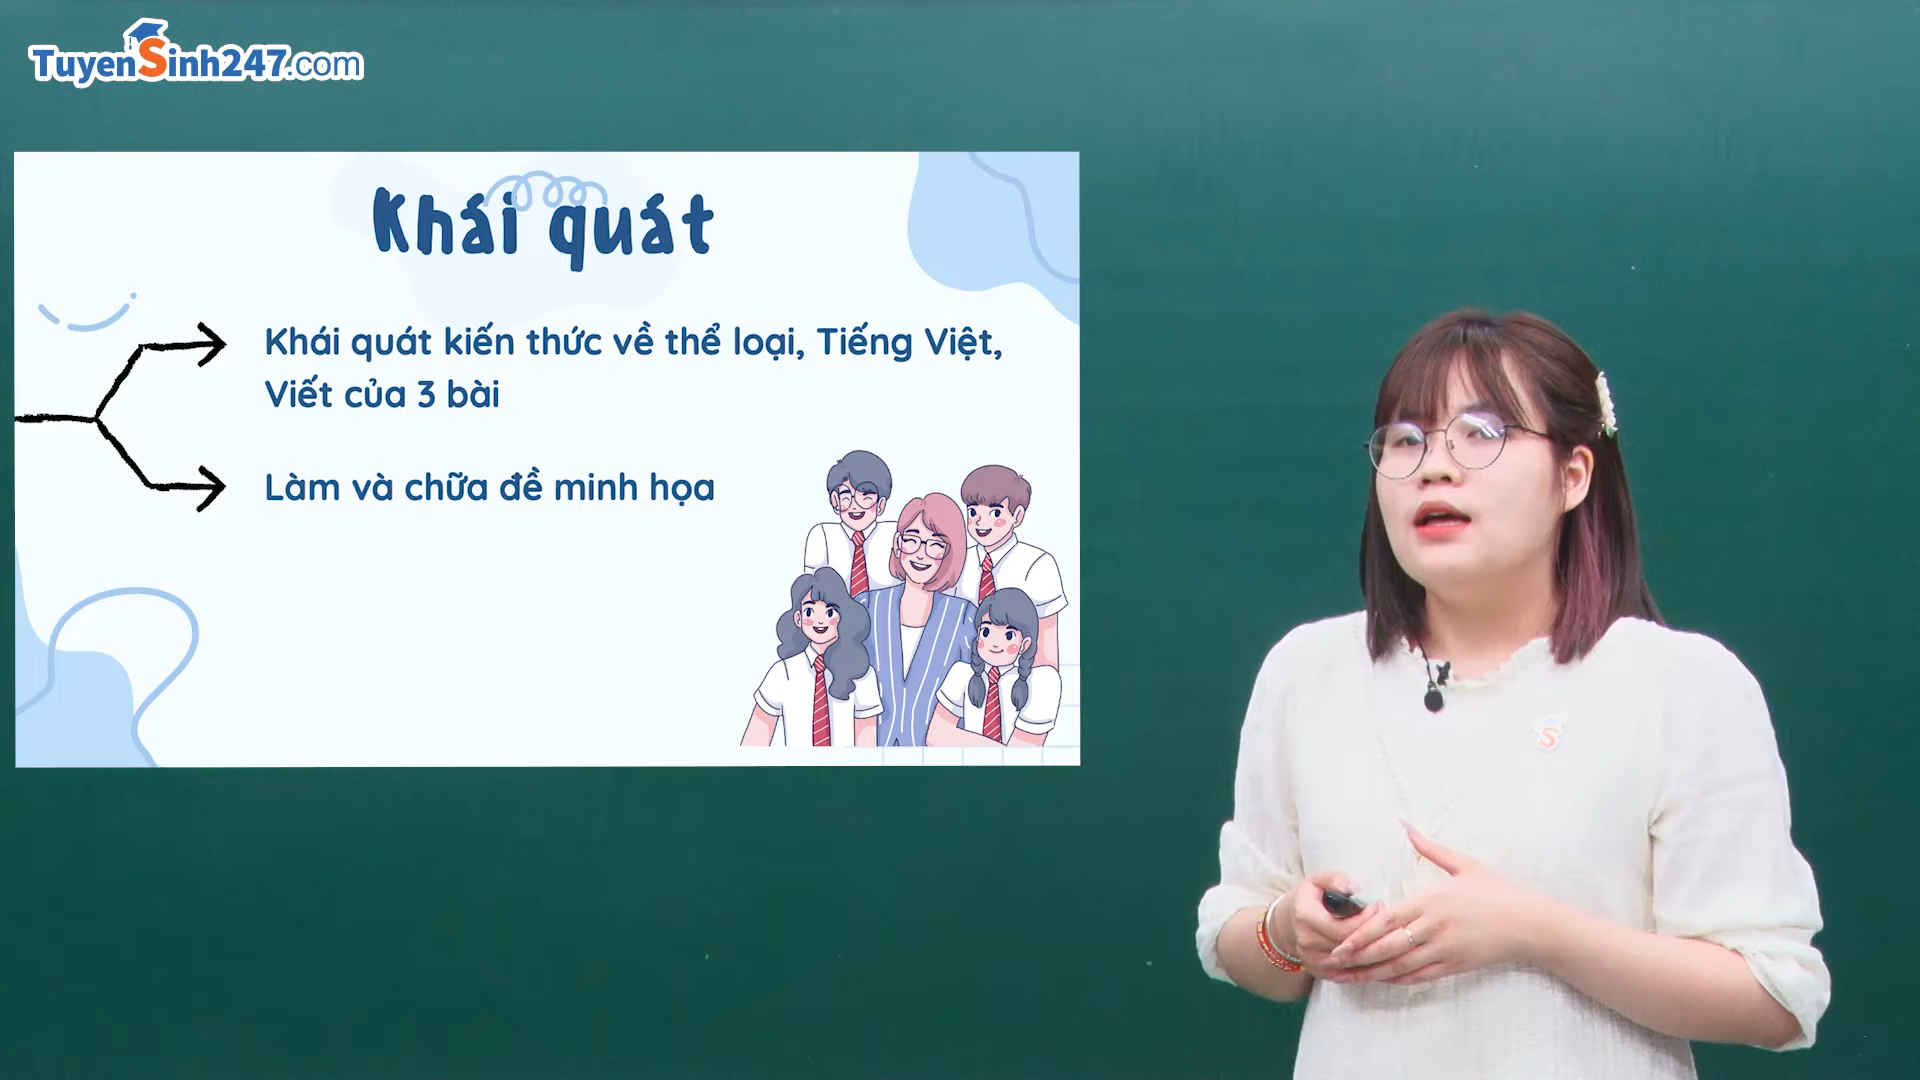 TuyenSinh247.com
Khái quát
Khái quát kiến thức về thể loại, Tiếng Việt,
Viết của 3 bài
Làm và chữa đề minh họa
S